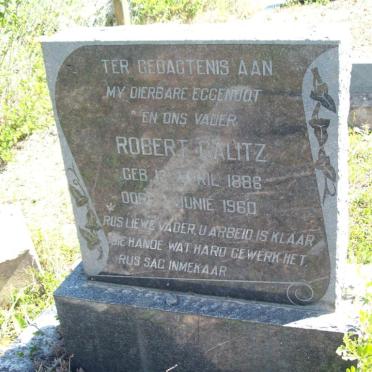 TER GEDAGTENIS AAN
MY DIERBARE EGGENOOT
EN ONS VADER
ROBERT
GEB APRIL 1886
OORL JUNIE 1960
RUS LIEWE VADER, U ARBEID IS KLAAR
DIE HANDE WAT HARD GEWERK HET,
RUS SAG INMEKAAR